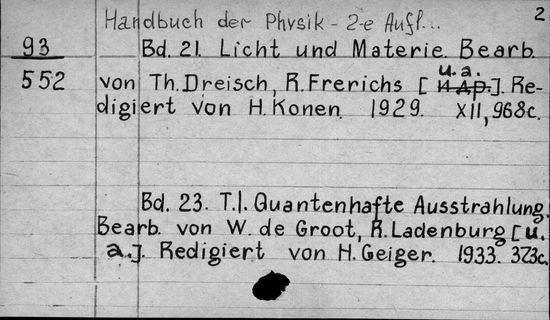 Handbuch der Physik - 2-e Aufl... 2
93 Bd. 21. Licht und Materie. Bearb.
552 von Th. Dreisch, R. Frerichs [u.a. и др.]. Re-
digiert von H. Konen. 1929. XII, 968c.
Bd. 23. T.I. Quantenhafte Ausstrahlung.
Bearb. von W. de Groot, R. Ladenburg [u.
a.]. Redigiert von H. Geiger. 1933. 373c.